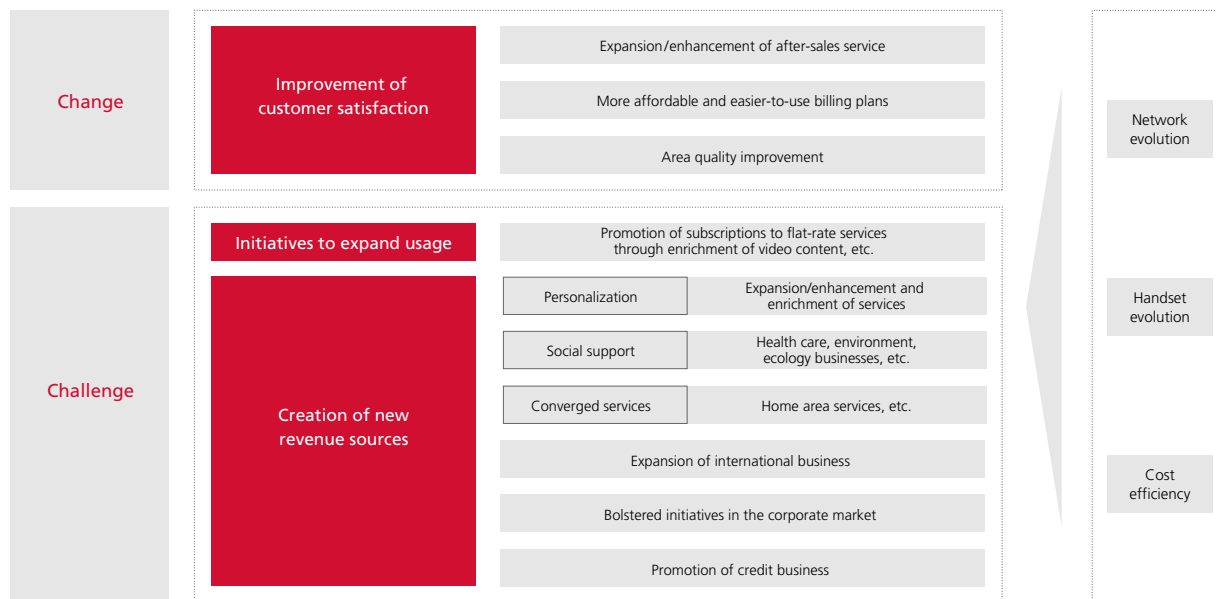 Change
Improvement of
customer satisfaction
Expansion/enhancement of after-sales service
More affordable and easier-to-use billing plans
Area quality improvement
Challenge
Initiatives to expand usage
Promotion of subscriptions to flat-rate services
through enrichment of video content, etc.
Creation of new
revenue sources
Personalization
Expansion/enhancement and
enrichment of services
Social support
Health care, environment,
ecology businesses, etc.
Converged services
Home area services, etc.
Expansion of international business
Bolstered initiatives in the corporate market
Promotion of credit business
Network
evolution
Handset
evolution
Cost
efficiency